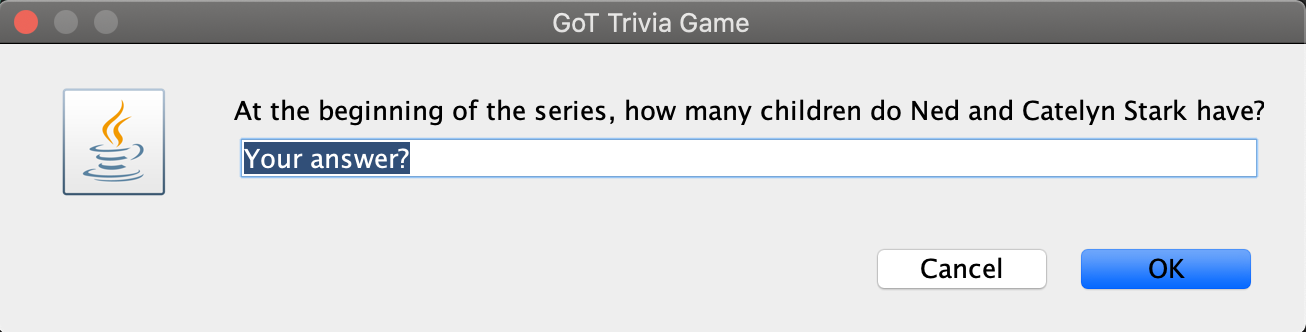 GoT Trivia Game
At the beginning of the series, how many children do Ned and Catelyn Stark have?
Your answer?
Cancel
OK